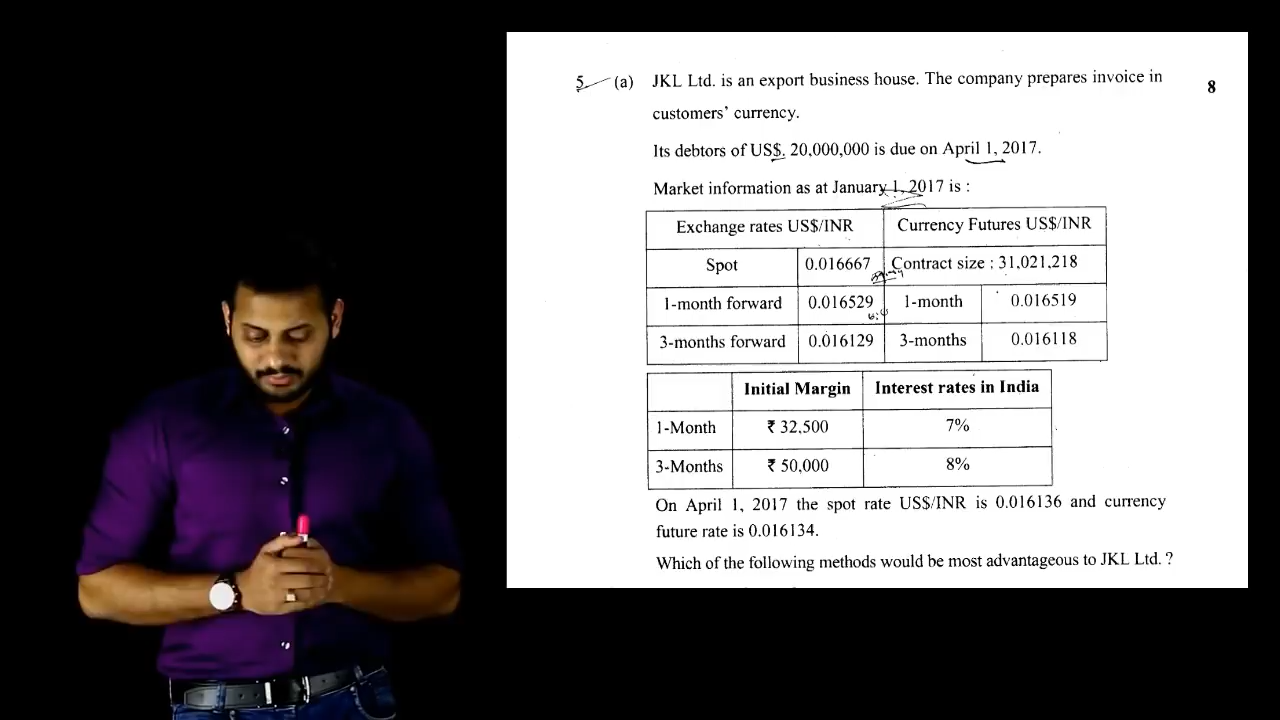 5. (a) JKL Ltd. is an export business house. The company prepares invoice in 8
customers' currency.
Its debtors of US$. 20,000,000 is due on April 1, 2017.
Market information as at January 1, 2017 is :
Exchange rates US$/INR Currency Futures US$/INR
Spot 0.016667 Contract size : 31,021,218
1-month forward 0.016529 1-month 0.016519
3-months forward 0.016129 3-months 0.016118
Initial Margin Interest rates in India
1-Month ₹ 32,500 7%
3-Months ₹ 50,000 8%
On April 1, 2017 the spot rate US$/INR is 0.016136 and currency
future rate is 0.016134.
Which of the following methods would be most advantageous to JKL Ltd. ?